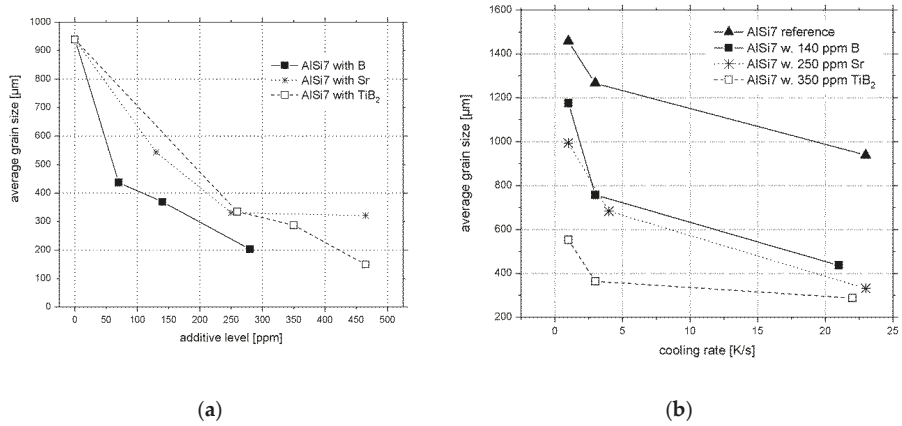 1000
900
800
700
600
500
400
300
200
100
0
average grain size [µm]
AlSi7 with B
AlSi7 with Sr
AlSi7 with TiB₂
0 50 100 150 200 250 300 350 400 450 500
additive level [ppm]
(a)
1600
1400
1200
1000
800
600
400
200
average grain size [µm]
AlSi7 reference
AlSi7 w. 140 ppm B
AlSi7 w. 250 ppm Sr
AlSi7 w. 350 ppm TiB₂
0 5 10 15 20 25
cooling rate [K/s]
(b)